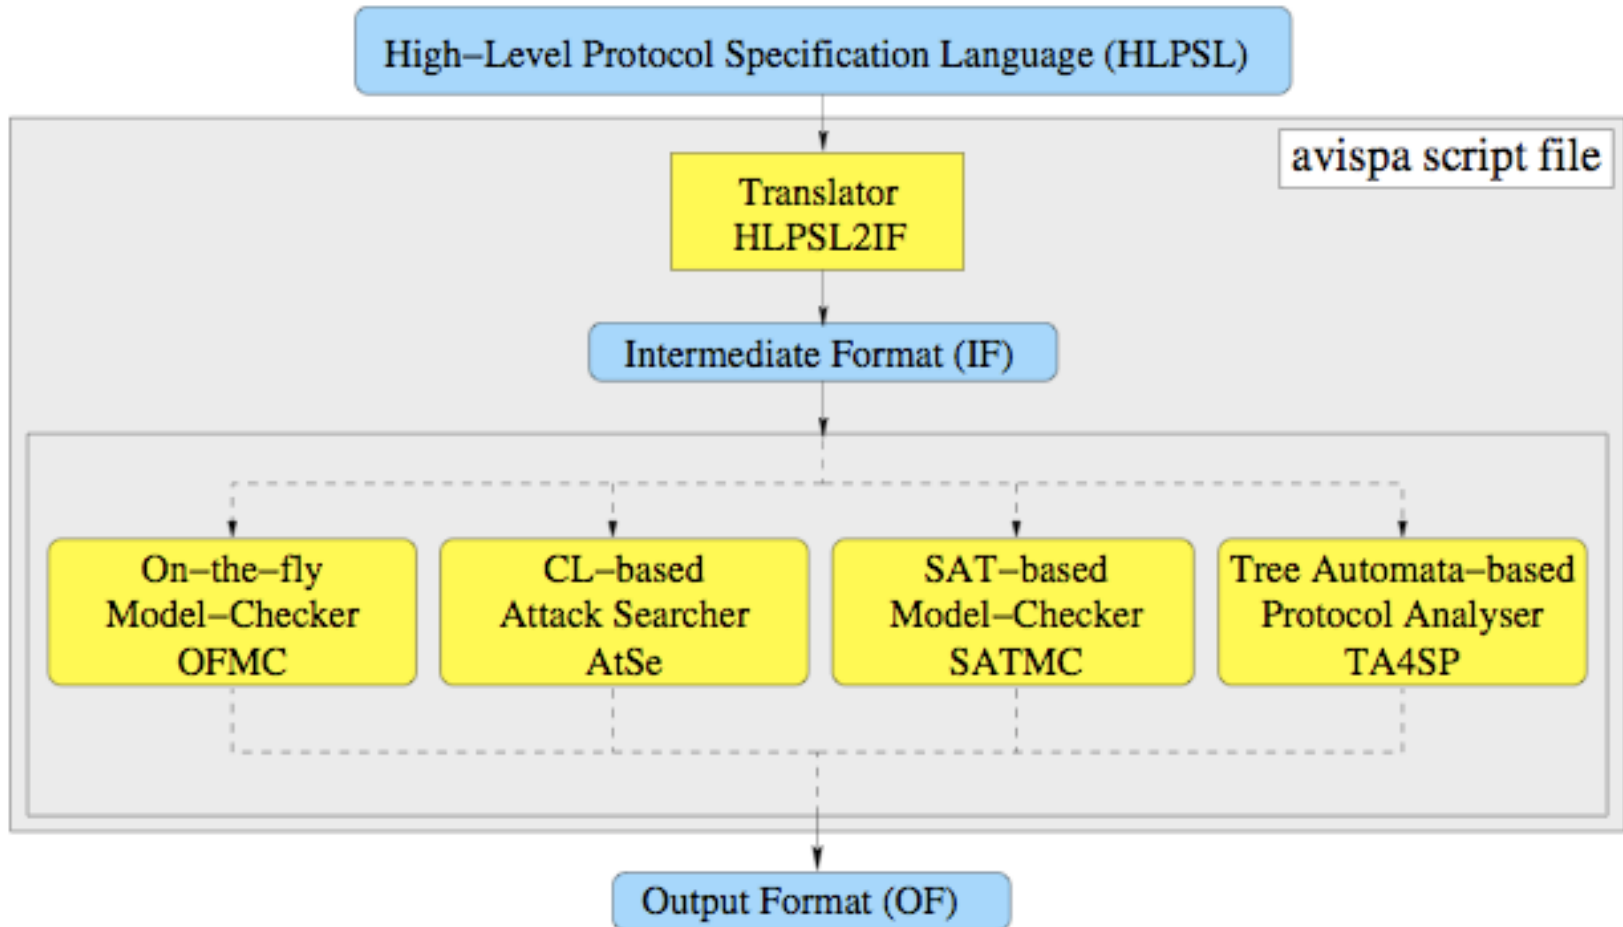 High–Level Protocol Specification Language (HLPSL)
avispa script file
Translator
HLPSL2IF
Intermediate Format (IF)
On–the–fly
Model–Checker
OFMC
CL–based
Attack Searcher
AtSe
SAT–based
Model–Checker
SATMC
Tree Automata–based
Protocol Analyser
TA4SP
Output Format (OF)